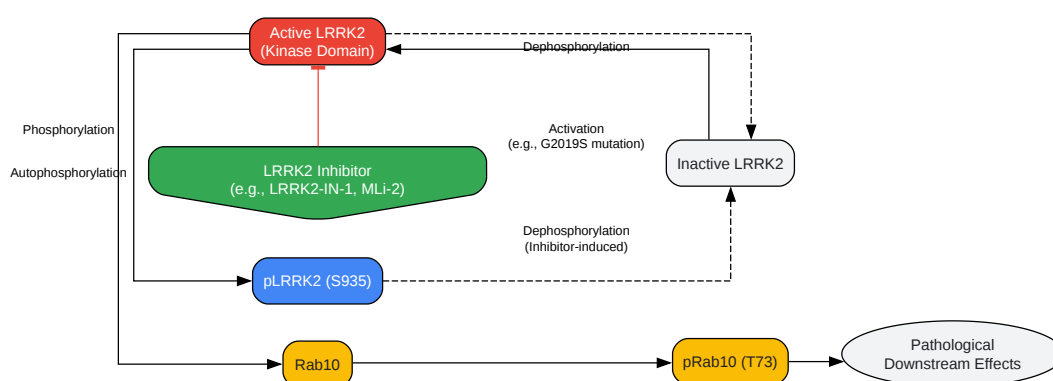 Active LRRK2
(Kinase Domain)
Dephosphorylation
Phosphorylation
Activation
(e.g., G2019S mutation)
Inactive LRRK2
Autophosphorylation
LRRK2 Inhibitor
(e.g., LRRK2-IN-1, MLi-2)
Dephosphorylation
(Inhibitor-induced)
pLRRK2 (S935)
Rab10
pRab10 (T73)
Pathological
Downstream Effects